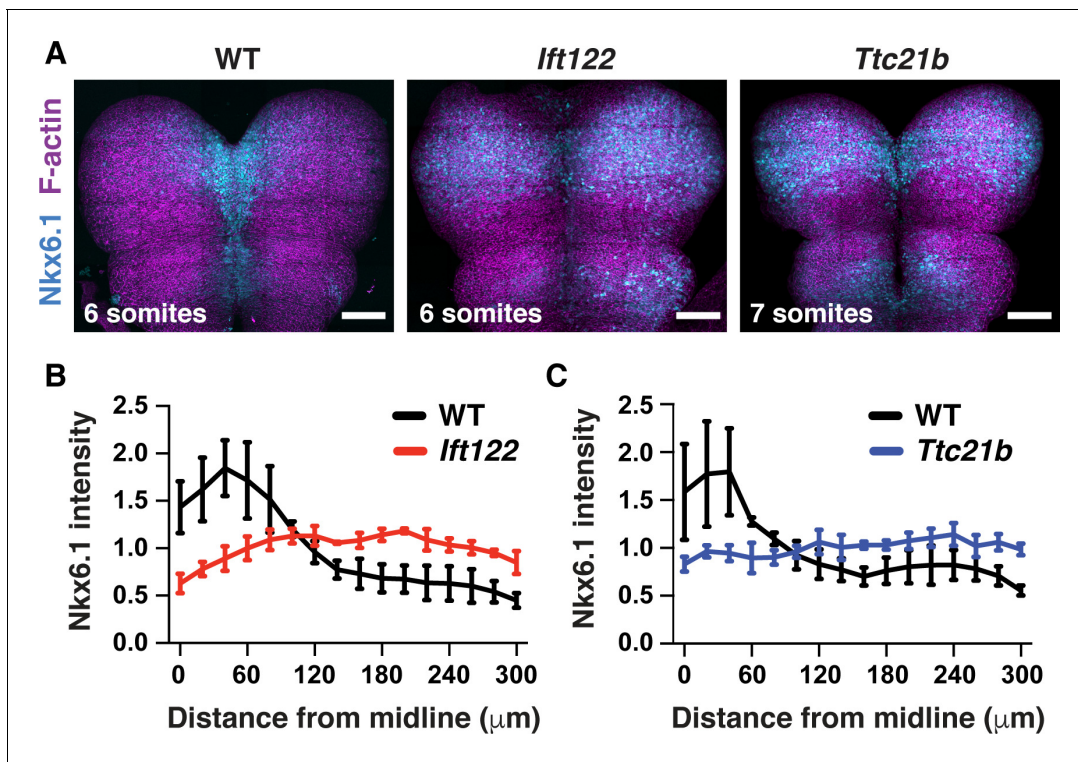 A
WT
Ift122
Ttc21b
Nkx6.1 F-actin
6 somites
6 somites
7 somites
B
Nkx6.1 intensity
2.5
2.0
1.5
1.0
0.5
0.0
WT
Ift122
0 60 120 180 240 300
Distance from midline (μm)
C
Nkx6.1 intensity
2.5
2.0
1.5
1.0
0.5
0.0
WT
Ttc21b
0 60 120 180 240 300
Distance from midline (μm)